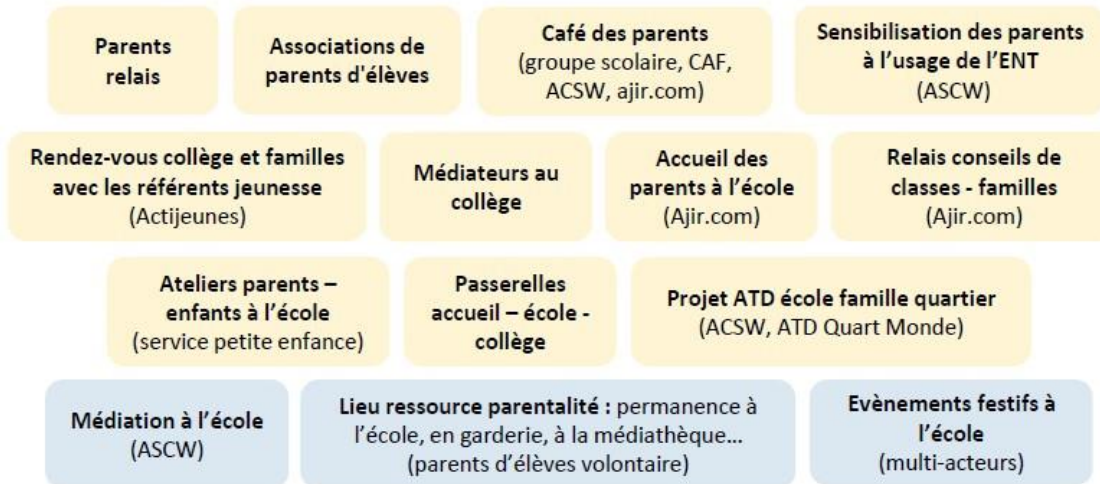 Parents
relais
Associations de
parents d'élèves
Café des parents
(groupe scolaire, CAF,
ACSW, ajir.com)
Sensibilisation des parents
à l’usage de l’ENT
(ASCW)
Rendez-vous collège et familles
avec les référents jeunesse
(Actijeunes)
Médiateurs au
collège
Accueil des
parents à l’école
(Ajir.com)
Relais conseils de
classes - familles
(Ajir.com)
Ateliers parents –
enfants à l’école
(service petite enfance)
Passerelles
accueil – école -
collège
Projet ATD école famille quartier
(ACSW, ATD Quart Monde)
Médiation à l’école
(ASCW)
Lieu ressource parentalité : permanence à
l’école, en garderie, à la médiathèque…
(parents d’élèves volontaire)
Evènements festifs à
l’école
(multi-acteurs)